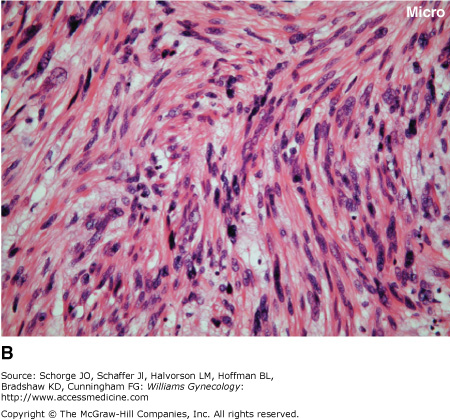 Micro
B
Source: Schorge JO, Schaffer JI, Halvorson LM, Hoffman BL,
Bradshaw KD, Cunningham FG: Williams Gynecology:
http://www.accessmedicine.com
Copyright © The McGraw-Hill Companies, Inc. All rights reserved.